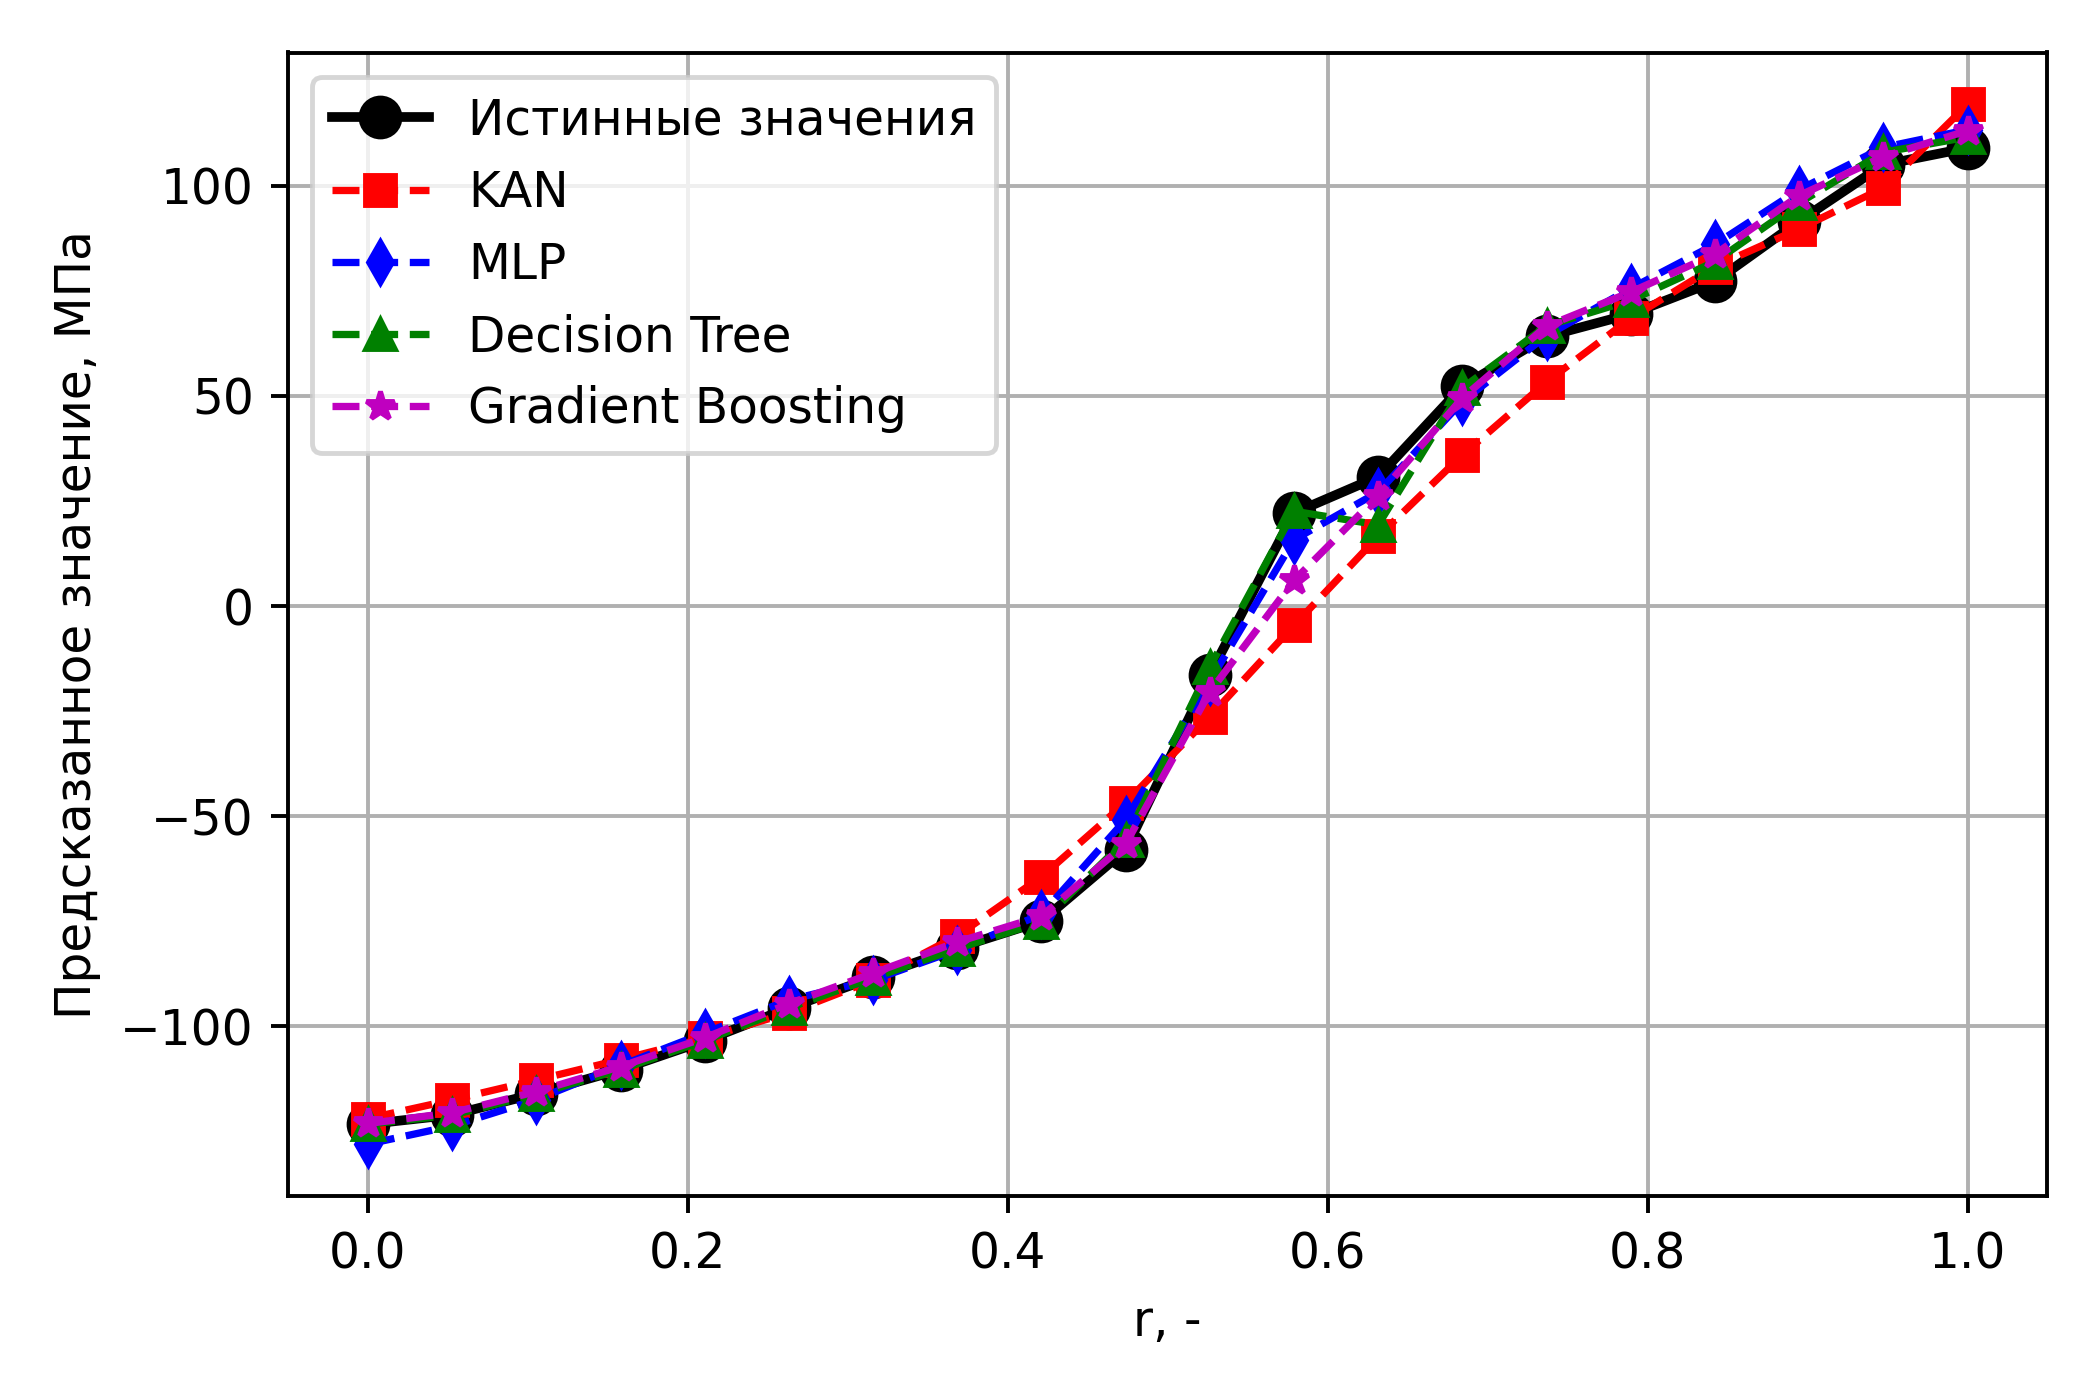 Истинные значения
KAN
MLP
Decision Tree
Gradient Boosting
Предсказанное значение, МПа
100
50
0
−50
−100
0.0 0.2 0.4 0.6 0.8 1.0
r, -